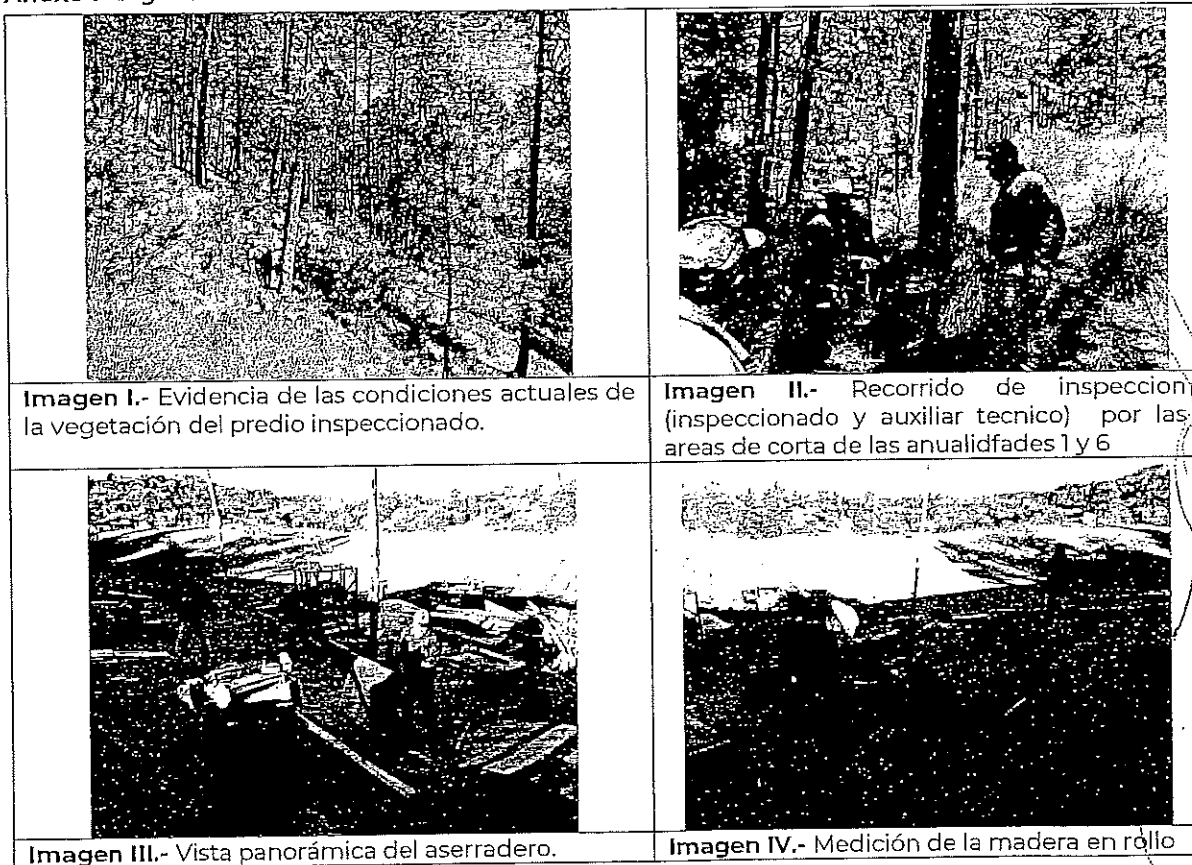 Imagen I.- Evidencia de las condiciones actuales de
la vegetación del predio inspeccionado.
Imagen II.- Recorrido de inspeccion
(inspeccionado y auxiliar tecnico) por las
areas de corta de las anualidfades 1 y 6
Imagen III.- Vista panorámica del aserradero.
Imagen IV.- Medición de la madera en rollo